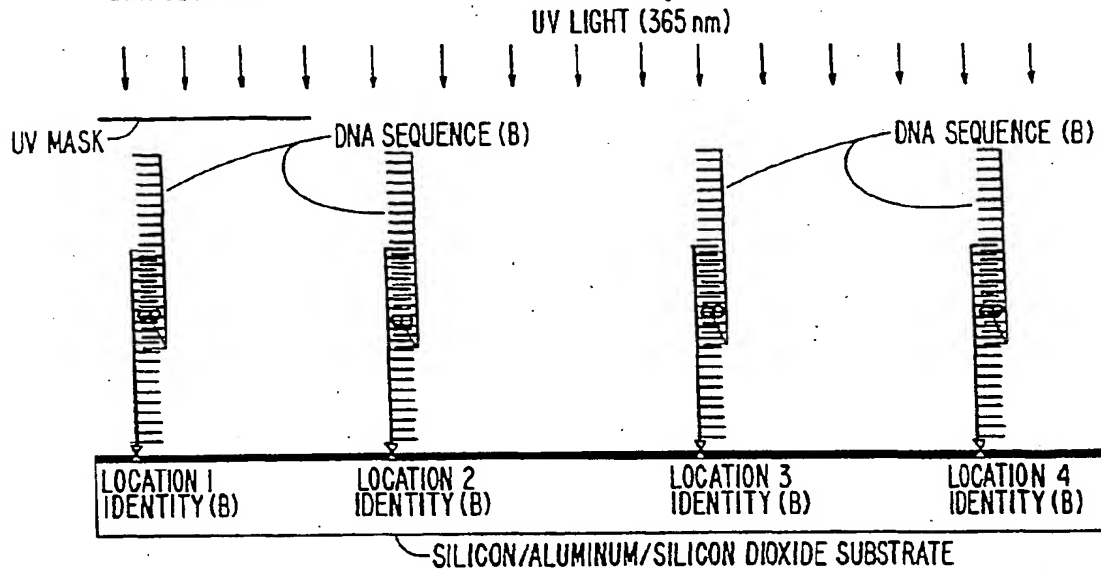 UV LIGHT (365 nm)
UV MASK
DNA SEQUENCE (B)
DNA SEQUENCE (B)
LOCATION 1
IDENTITY (B)
LOCATION 2
IDENTITY (B)
LOCATION 3
IDENTITY (B)
LOCATION 4
IDENTITY (B)
SILICON/ALUMINUM/SILICON DIOXIDE SUBSTRATE